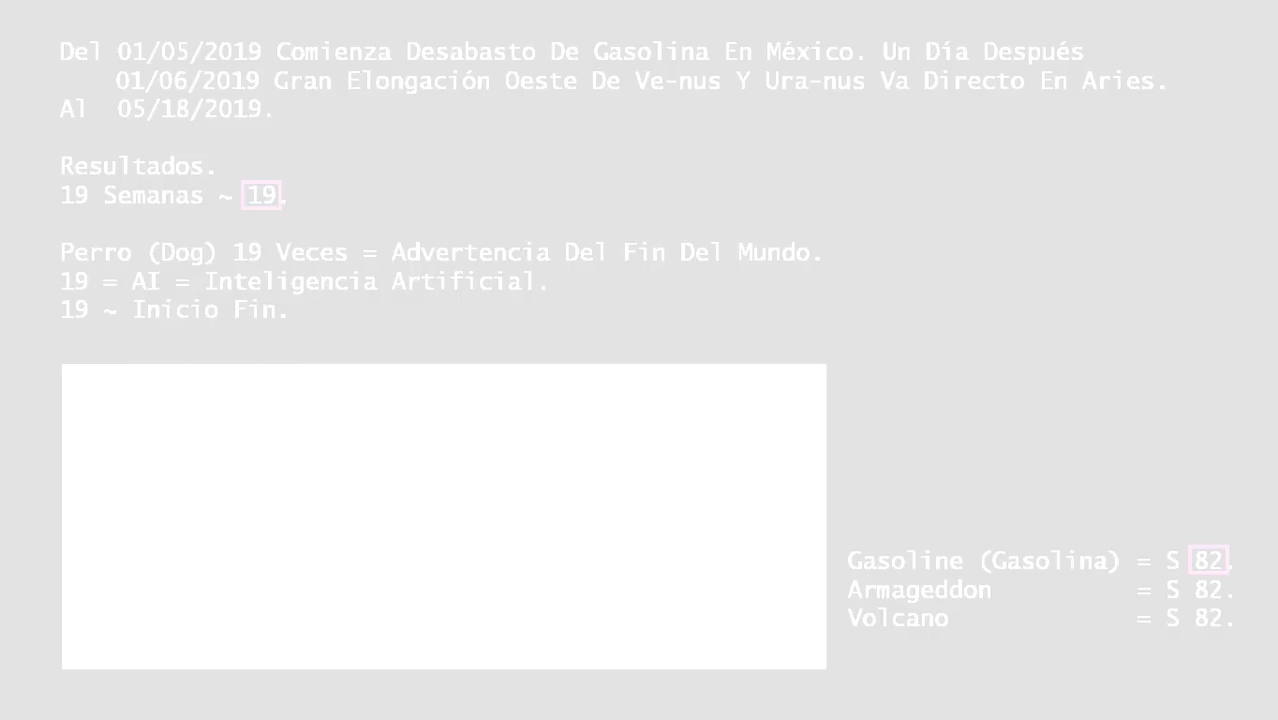 Del 01/05/2019 Comienza Desabasto De Gasolina En México. Un Día Después
01/06/2019 Gran Elongación Oeste De Ve-nus Y Ura-nus Va Directo En Aries.
Al 05/18/2019.
Resultados.
19 Semanas ~ 19.
Perro (Dog) 19 Veces = Advertencia Del Fin Del Mundo.
19 = AI = Inteligencia Artificial.
19 ~ Inicio Fin.
Gasoline (Gasolina) = S 82.
Armageddon = S 82.
Volcano = S 82.